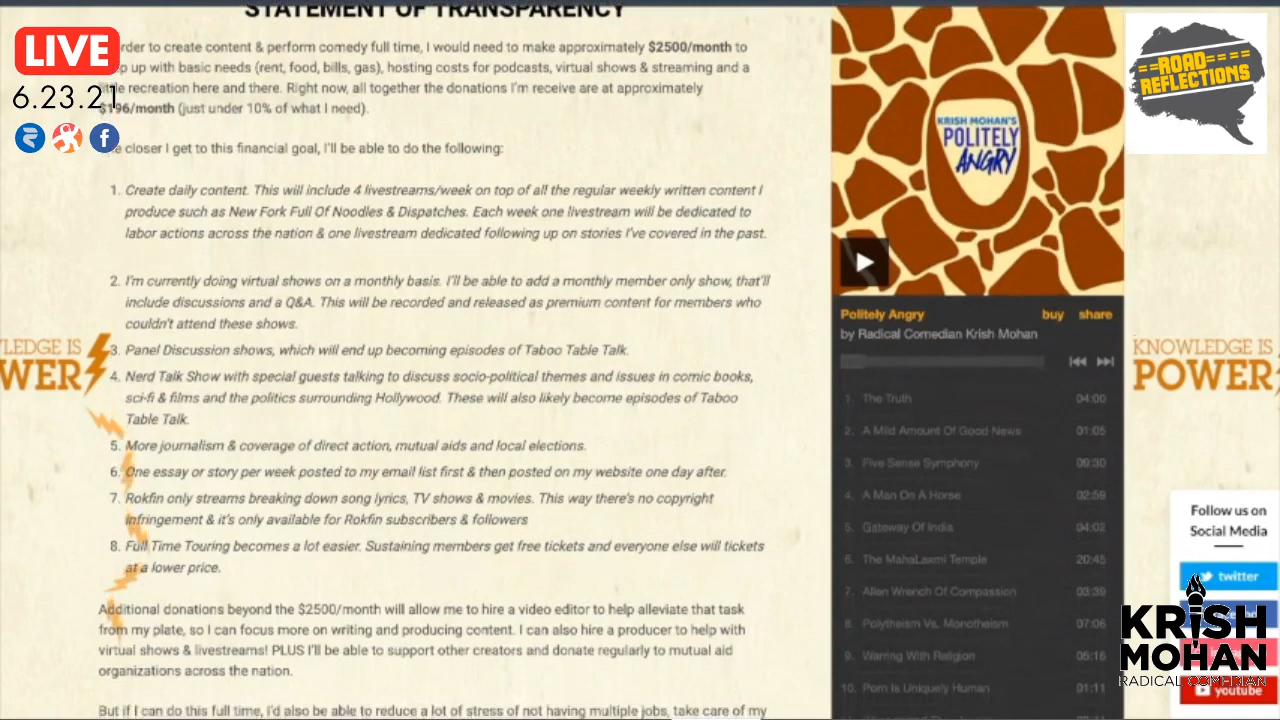 STATEMENT OF TRANSPARENCY
LIVE
6.23.21
order to create content & perform comedy full time, I would need to make approximately $2500/month to
up with basic needs (rent, food, bills, gas), hosting costs for podcasts, virtual shows & streaming and a
recreation here and there. Right now, all together the donations I'm receive are at approximately
$196/month (just under 10% of what I need).
closer I get to this financial goal, I'll be able to do the following:
1. Create daily content. This will include 4 livestreams/week on top of all the regular weekly written content I
produce such as New Fork Full Of Noodles & Dispatches. Each week one livestream will be dedicated to
labor actions across the nation & one livestream dedicated following up on stories I've covered in the past.
2. I'm currently doing virtual shows on a monthly basis. I'll be able to add a monthly member only show, that'll
include discussions and a Q&A. This will be recorded and released as premium content for members who
couldn't attend these shows.
3. Panel Discussion shows, which will end up becoming episodes of Taboo Table Talk.
4. Nerd Talk Show with special guests talking to discuss socio-political themes and issues in comic books,
sci-fi & films and the politics surrounding Hollywood. These will also likely become episodes of Taboo
Table Talk.
5. More journalism & coverage of direct action, mutual aids and local elections.
6. One essay or story per week posted to my email list first & then posted on my website one day after.
7. Rokfin only streams breaking down song lyrics, TV shows & movies. This way there's no copyright
infringement & it's only available for Rokfin subscribers & followers
8. Full Time Touring becomes a lot easier. Sustaining members get free tickets and everyone else will tickets
at a lower price.
Additional donations beyond the $2500/month will allow me to hire a video editor to help alleviate that task
from my plate, so I can focus more on writing and producing content. I can also hire a producer to help with
virtual shows & livestreams! PLUS I'll be able to support other creators and donate regularly to mutual aid
organizations across the nation.
But if I can do this full time, I'd also be able to reduce a lot of stress of not having multiple jobs, take care of my
LEDGE IS
WER
KRISH MOHAN'S
POLITELY
ANGRY
Politely Angry buy share
by Radical Comedian Krish Mohan
1. The Truth 04:00
2. A Mild Amount Of Good News 01:05
3. Five Sense Symphony 09:30
4. A Man On A Horse 02:59
5. Gateway Of India 04:02
6. The MahaLaxmi Temple 20:45
7. Allen Wrench Of Compassion 03:39
8. Polytheism Vs. Monotheism 07:06
9. Warring With Religion 05:16
10. Porn Is Uniquely Human 01:11
ROAD
REFLECTIONS
KNOWLEDGE IS
POWER
Follow us on
Social Media
twitter
KRISH
MOHAN
RADICAL COMEDIAN
youtube